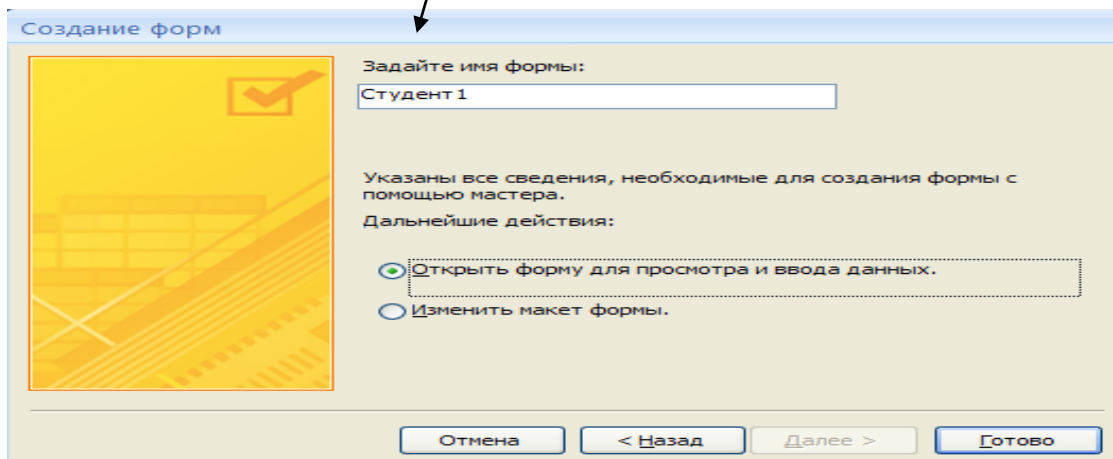 Создание форм
Задайте имя формы:
Студент1
Указаны все сведения, необходимые для создания формы с
помощью мастера.
Дальнейшие действия:
Открыть форму для просмотра и ввода данных.
Изменить макет формы.
Отмена
< Назад
Далее >
Готово